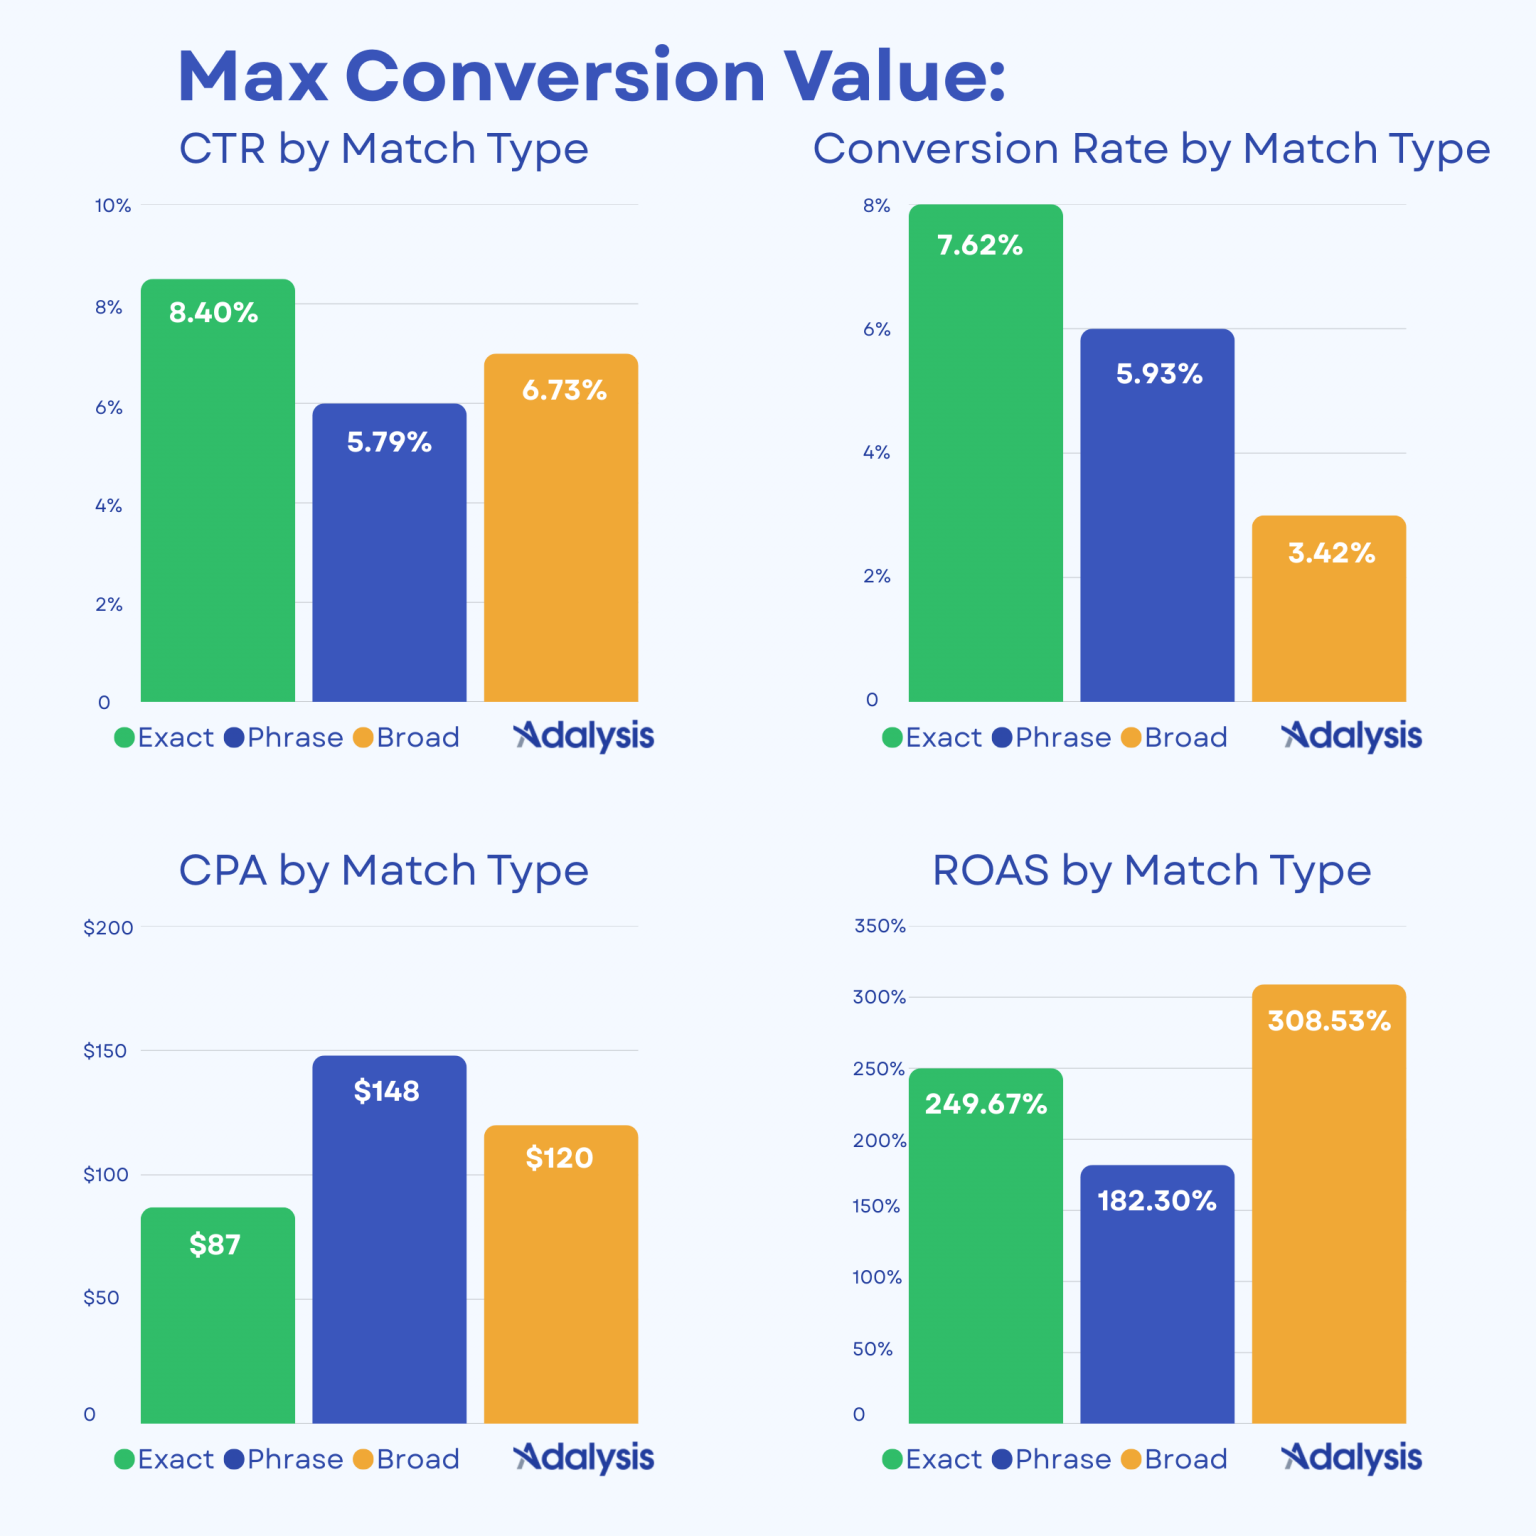 Max Conversion Value:
CTR by Match Type
10%
8%
6%
4%
2%
0
8.40%
5.79%
6.73%
Exact Phrase Broad
Adalysis
Conversion Rate by Match Type
8%
6%
4%
2%
0
7.62%
5.93%
3.42%
Exact Phrase Broad
Adalysis
CPA by Match Type
$200
$150
$100
$50
0
$87
$148
$120
Exact Phrase Broad
Adalysis
ROAS by Match Type
350%
300%
250%
200%
150%
100%
50%
0
249.67%
182.30%
308.53%
Exact Phrase Broad
Adalysis